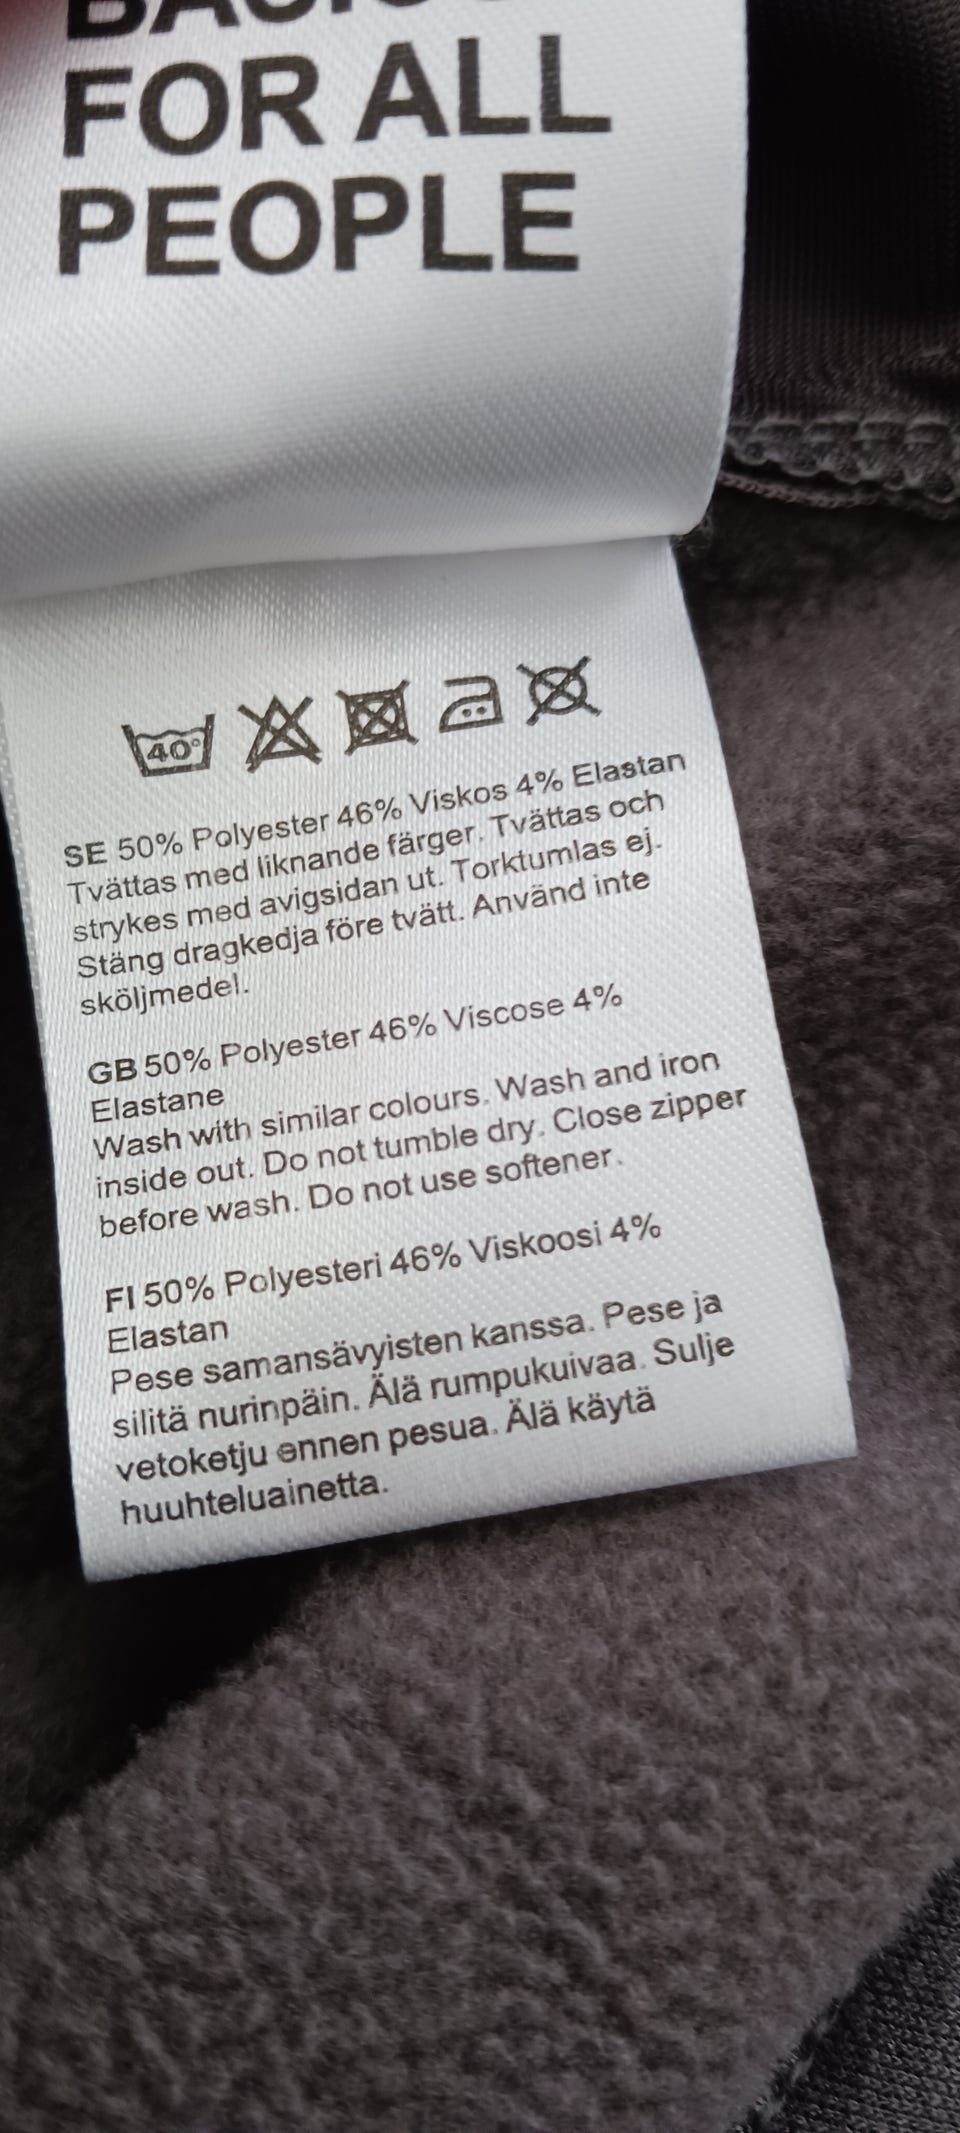 FOR ALL
PEOPLE
40°
SE 50% Polyester 46% Viskos 4% Elastan
Tvättas med liknande färger. Tvättas och
strykes med avigsidan ut. Torktumlas ej.
Stäng dragkedja före tvätt. Använd inte
sköljmedel.
GB 50% Polyester 46% Viscose 4%
Elastane
Wash with similar colours. Wash and iron
inside out. Do not tumble dry. Close zipper
before wash. Do not use softener.
FI 50% Polyesteri 46% Viskoosi 4%
Elastan
Pese samansävyisten kanssa. Pese ja
silitä nurinpäin. Älä rumpukuivaa. Sulje
vetoketju ennen pesua. Älä käytä
huuhteluainetta.